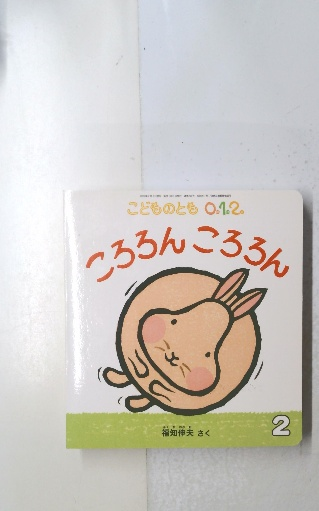 こどものとも 0.1.2.
ころろん ころろん
福知伸夫 さく
2